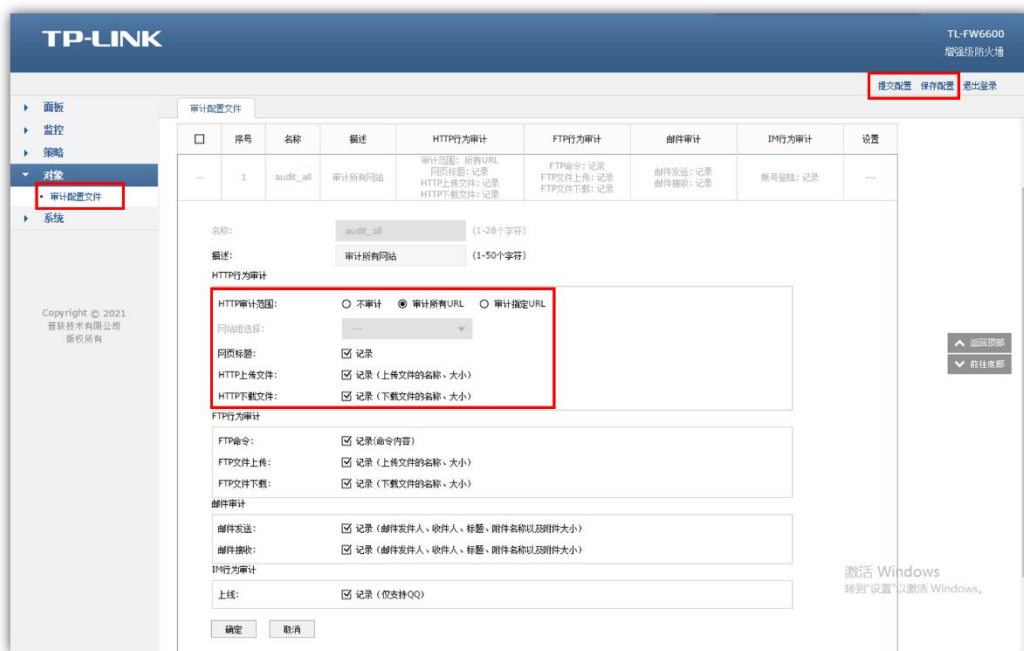 TP-LINK
TL-FW6600
增强级防火墙
提交配置 保存配置 退出登录
面板
监控
策略
对象
• 审计配置文件
系统
Copyright © 2021
普联技术有限公司
版权所有
审计配置文件
序号 名称 描述 HTTP行为审计 FTP行为审计 邮件审计 IM行为审计 设置
--- 1 audit_all 审计所有网站 审计范围: 所有URL
网页标题: 记录
HTTP上传文件: 记录
HTTP下载文件: 记录
FTP命令: 记录
FTP文件上传: 记录
FTP文件下载: 记录
邮件发送: 记录
邮件接收: 记录
帐号登陆: 记录 ---
名称: audit_all (1-28个字符)
描述: 审计所有网站 (1-50个字符)
HTTP行为审计
HTTP审计范围: 不审计 审计所有URL 审计指定URL
网站组选择: ---
网页标题: 记录
HTTP上传文件: 记录 (上传文件的名称、大小)
HTTP下载文件: 记录 (下载文件的名称、大小)
FTP行为审计
FTP命令: 记录(命令内容)
FTP文件上传: 记录 (上传文件的名称、大小)
FTP文件下载: 记录 (下载文件的名称、大小)
邮件审计
邮件发送: 记录 (邮件发件人、收件人、标题、附件名称以及附件大小)
邮件接收: 记录 (邮件发件人、收件人、标题、附件名称以及附件大小)
IM行为审计
上线: 记录 (仅支持QQ)
确定 取消
返回顶部
前往底部
激活 Windows
转到"设置"以激活 Windows。